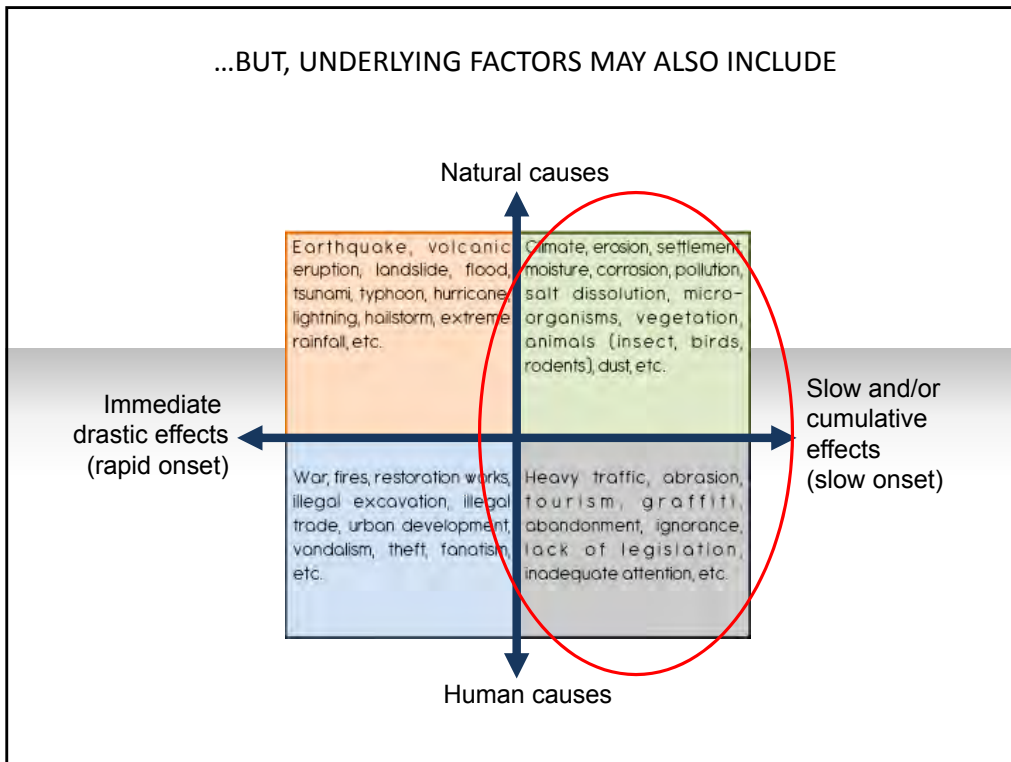 ...BUT, UNDERLYING FACTORS MAY ALSO INCLUDE
Natural causes
Earthquake, volcanic
eruption, landslide, flood,
tsunami, typhoon, hurricane,
lightning, hailstorm, extreme
rainfall, etc.
Climate, erosion, settlement,
moisture, corrosion, pollution,
salt dissolution, micro-
organisms, vegetation,
animals (insect, birds,
rodents), dust, etc.
Immediate
drastic effects
(rapid onset)
Slow and/or
cumulative
effects
(slow onset)
War, fires, restoration works,
illegal excavation, illegal
trade, urban development,
vandalism, theft, fanatism,
etc.
Heavy traffic, abrasion,
tourism, graffiti,
abandonment, ignorance,
lack of legislation,
inadequate attention, etc.
Human causes